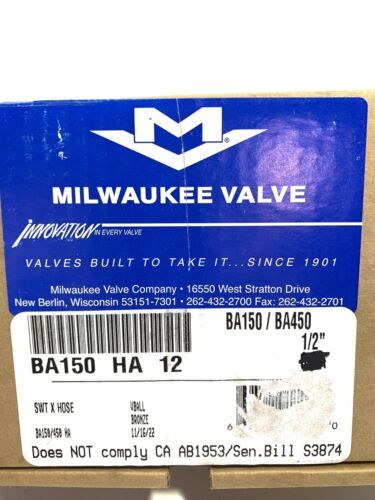 M
®
MILWAUKEE VALVE
INNOVATION IN EVERY VALVE
VALVES BUILT TO TAKE IT...SINCE 1901
Milwaukee Valve Company • 16550 West Stratton Drive
New Berlin, Wisconsin 53151-7301 • 262-432-2700 Fax: 262-432-2701
BA150 / BA450
1/2"
BA150 HA 12
SWT X HOSE VBALL
BRONZE
BA150/450 HA 11/16/22
6 0
Does NOT comply CA AB1953/Sen.Bill S3874